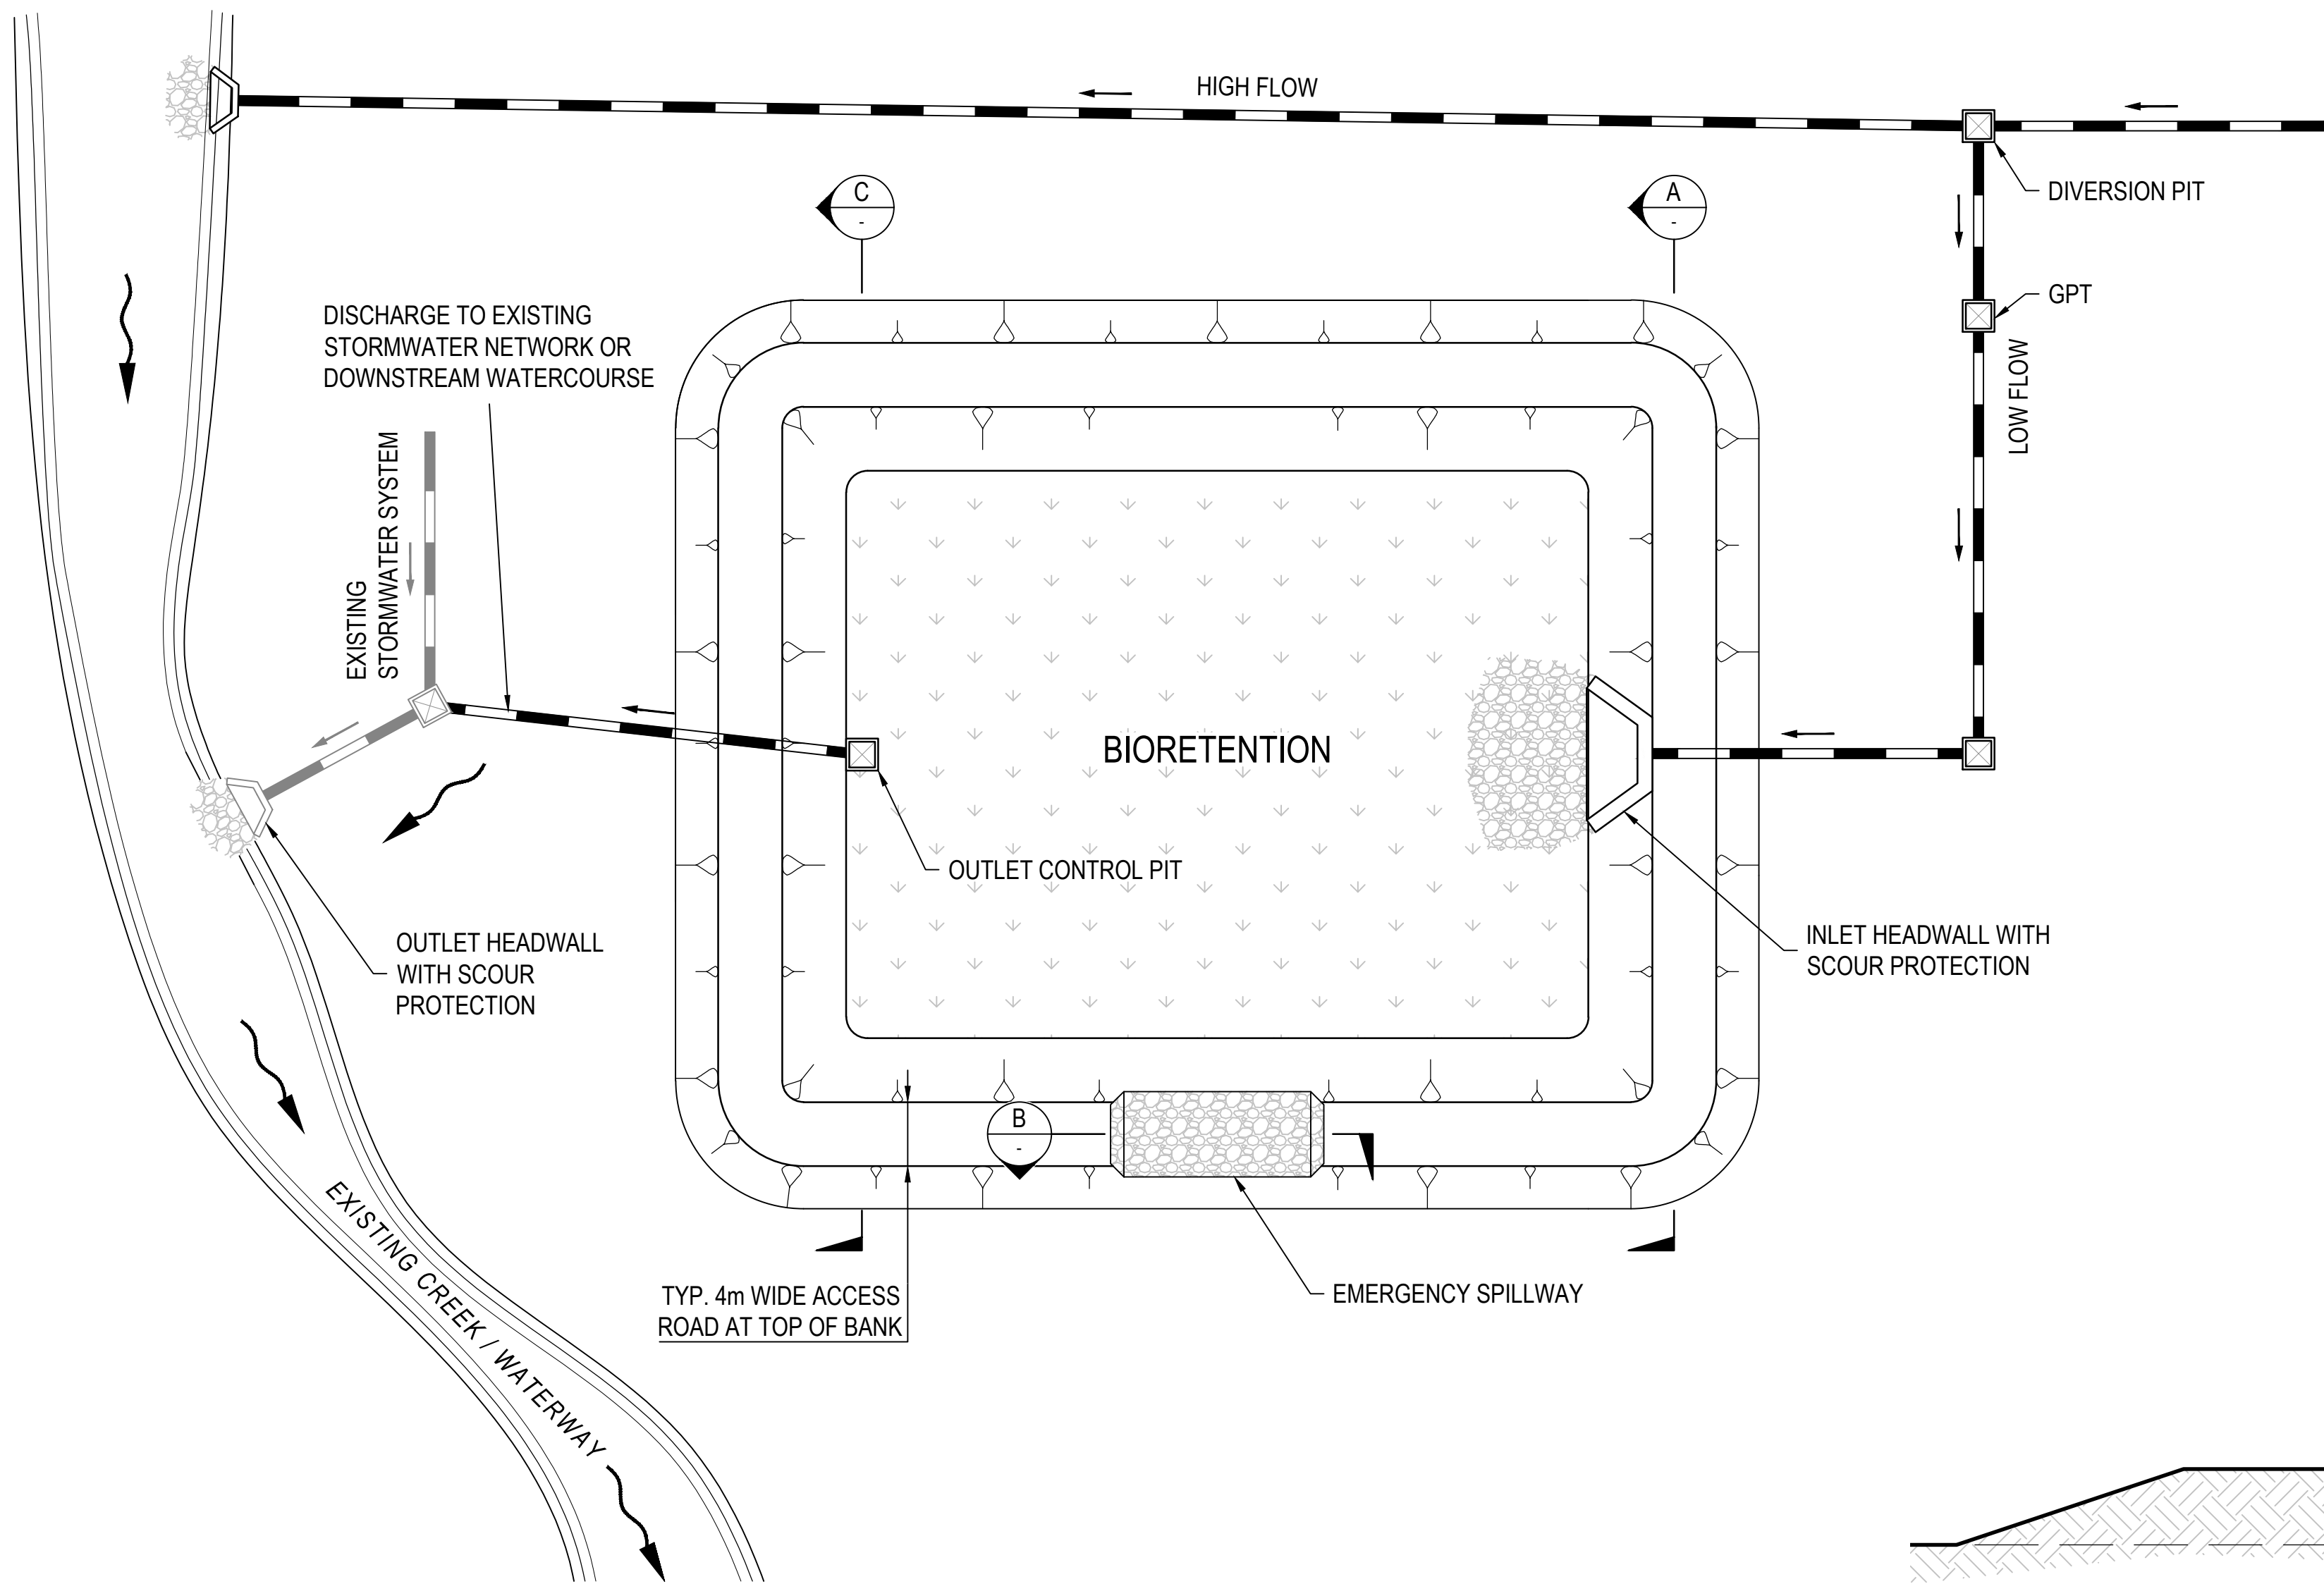 HIGH FLOW
DIVERSION PIT
C
-
A
-
GPT
DISCHARGE TO EXISTING
STORMWATER NETWORK OR
DOWNSTREAM WATERCOURSE
LOW FLOW
EXISTING
STORMWATER SYSTEM
BIORETENTION
OUTLET CONTROL PIT
OUTLET HEADWALL
WITH SCOUR
PROTECTION
INLET HEADWALL WITH
SCOUR PROTECTION
B
-
EXISTING CREEK / WATERWAY
TYP. 4m WIDE ACCESS
ROAD AT TOP OF BANK
EMERGENCY SPILLWAY